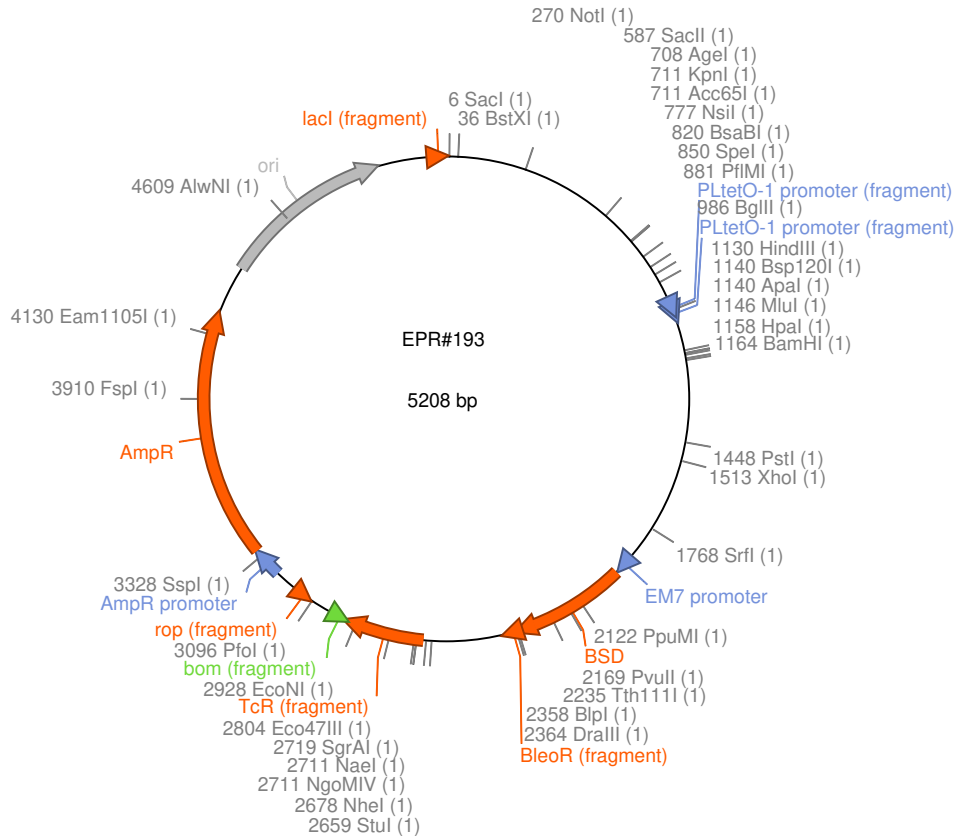 270 NotI (1)
587 SacII (1)
708 AgeI (1)
711 KpnI (1)
711 Acc65I (1)
777 NsiI (1)
820 BsaBI (1)
850 SpeI (1)
881 PflMI (1)
PLtetO-1 promoter (fragment)
986 BglII (1)
PLtetO-1 promoter (fragment)
1130 HindIII (1)
1140 Bsp120I (1)
1140 ApaI (1)
1146 MluI (1)
1158 HpaI (1)
1164 BamHI (1)
6 SacI (1)
36 BstXI (1)
lacI (fragment)
ori
4609 AlwNI (1)
4130 Eam1105I (1)
3910 FspI (1)
AmpR
EPR#193
5208 bp
1448 PstI (1)
1513 XhoI (1)
1768 SrfI (1)
EM7 promoter
2122 PpuMI (1)
BSD
2169 PvuII (1)
2235 Tth111I (1)
2358 BlpI (1)
2364 DraIII (1)
BleoR (fragment)
3328 SspI (1)
AmpR promoter
rop (fragment)
3096 PfoI (1)
bom (fragment)
2928 EcoNI (1)
TcR (fragment)
2804 Eco47III (1)
2719 SgrAI (1)
2711 NaeI (1)
2711 NgoMIV (1)
2678 NheI (1)
2659 StuI (1)